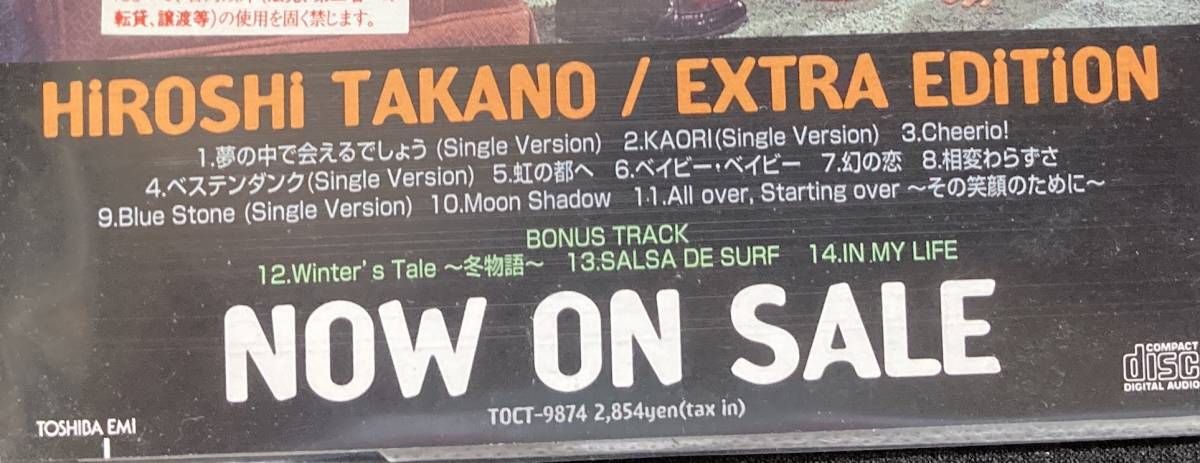 転貸、譲渡等)の使用を固く禁じます。
HiROSHi TAKANO / EXTRA EDiTiON
1.夢の中で会えるでしょう (Single Version) 2.KAORI(Single Version) 3.Cheerio!
4.ベステンダンク(Single Version) 5.虹の都へ 6.ベイビー・ベイビー 7.幻の恋 8.相変わらずさ
9.Blue Stone (Single Version) 10.Moon Shadow 11.All over, Starting over 〜その笑顔のために〜
BONUS TRACK
12.Winter's Tale 〜冬物語〜 13.SALSA DE SURF 14.IN MY LIFE
NOW ON SALE
COMPACT
disc
DIGITAL AUDIO
TOCT-9874 2,854yen(tax in)
TOSHIBA EMI